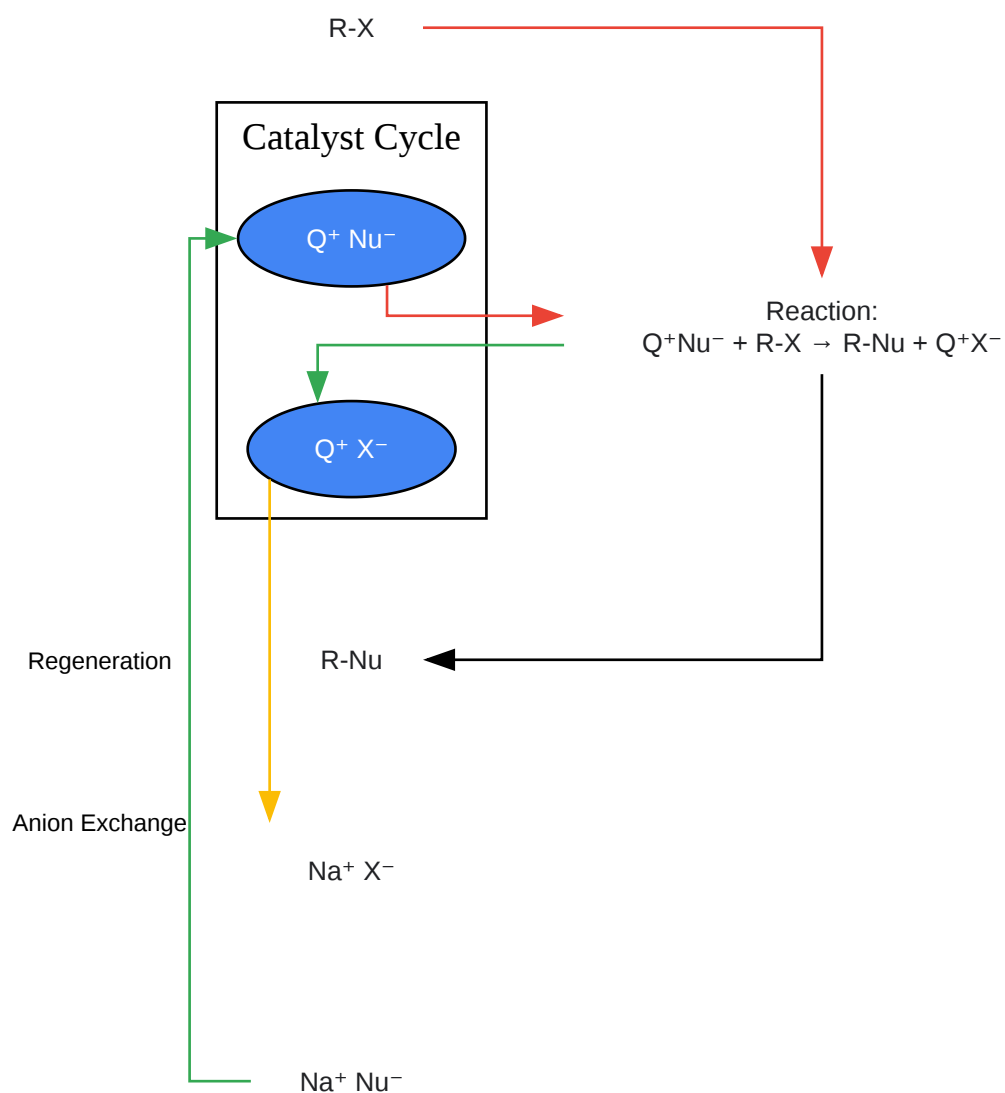 R-X
Catalyst Cycle
Q⁺ Nu⁻
Reaction:
Q⁺Nu⁻ + R-X → R-Nu + Q⁺X⁻
Q⁺ X⁻
Regeneration
R-Nu
Anion Exchange
Na⁺ X⁻
Na⁺ Nu⁻